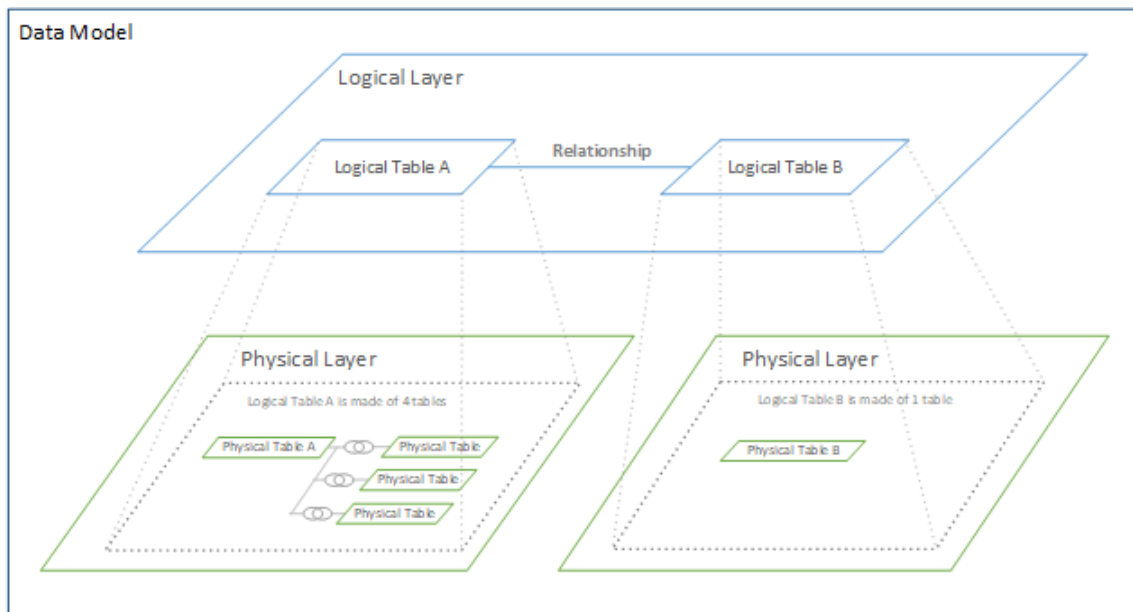 Data Model
Logical Layer
Logical Table A
Relationship
Logical Table B
Physical Layer
Logical Table A is made of 4 tables
Physical Table A
Physical Table
Physical Table
Physical Table
Physical Layer
Logical Table B is made of 1 table
Physical Table B